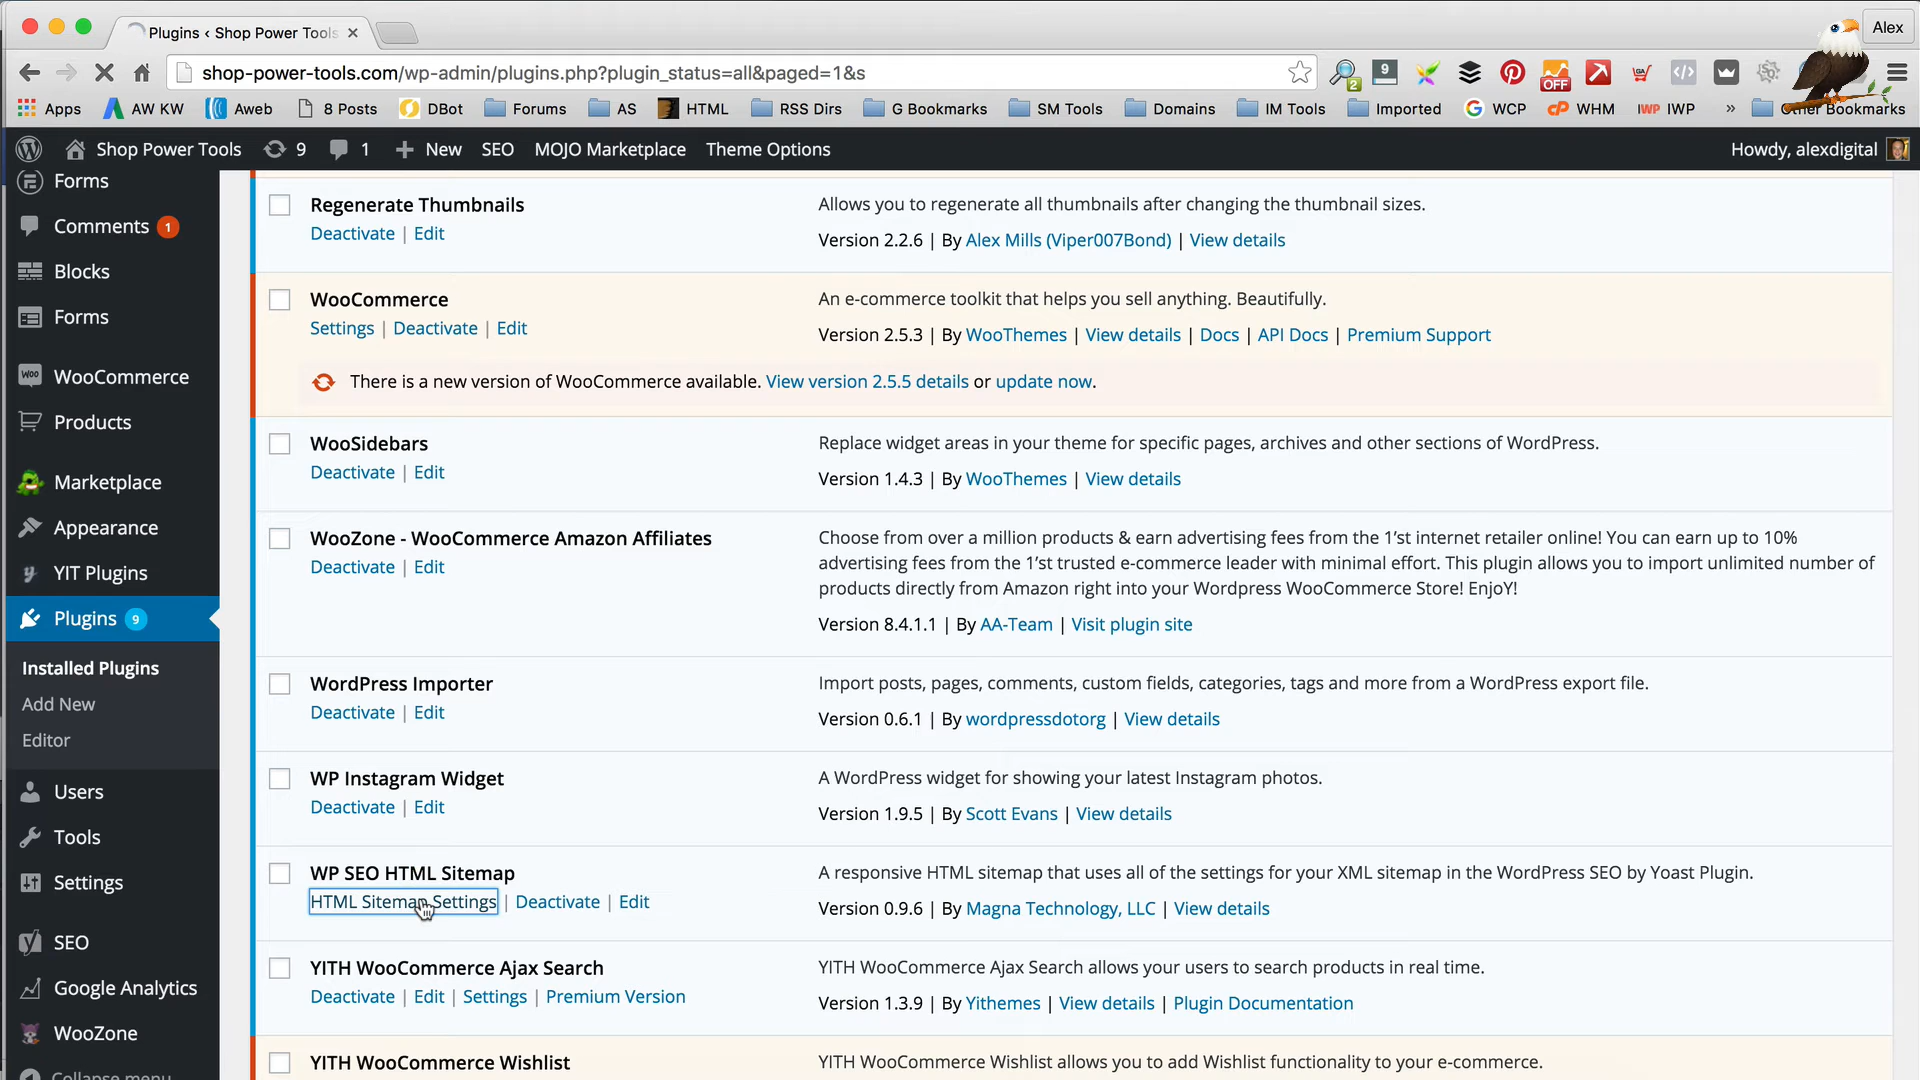 Plugins ‹ Shop Power Tools
Alex
shop-power-tools.com/wp-admin/plugins.php?plugin_status=all&paged=1&s
2
9
OFF
Apps AW KW Aweb 8 Posts DBot Forums AS HTML RSS Dirs G Bookmarks SM Tools Domains IM Tools Imported WCP WHM IWP IWP » Other Bookmarks
Shop Power Tools 9 1 New SEO MOJO Marketplace Theme Options Howdy, alexdigital
Forms
Comments 1
Blocks
Forms
WooCommerce
Products
Marketplace
Appearance
YIT Plugins
Plugins 9
Installed Plugins
Add New
Editor
Users
Tools
Settings
SEO
Google Analytics
WooZone
Collapse menu
Regenerate Thumbnails
Deactivate | Edit
Allows you to regenerate all thumbnails after changing the thumbnail sizes.
Version 2.2.6 | By Alex Mills (Viper007Bond) | View details
WooCommerce
Settings | Deactivate | Edit
An e-commerce toolkit that helps you sell anything. Beautifully.
Version 2.5.3 | By WooThemes | View details | Docs | API Docs | Premium Support
There is a new version of WooCommerce available. View version 2.5.5 details or update now.
WooSidebars
Deactivate | Edit
Replace widget areas in your theme for specific pages, archives and other sections of WordPress.
Version 1.4.3 | By WooThemes | View details
WooZone - WooCommerce Amazon Affiliates
Deactivate | Edit
Choose from over a million products & earn advertising fees from the 1'st internet retailer online! You can earn up to 10%
advertising fees from the 1'st trusted e-commerce leader with minimal effort. This plugin allows you to import unlimited number of
products directly from Amazon right into your Wordpress WooCommerce Store! EnjoY!
Version 8.4.1.1 | By AA-Team | Visit plugin site
WordPress Importer
Deactivate | Edit
Import posts, pages, comments, custom fields, categories, tags and more from a WordPress export file.
Version 0.6.1 | By wordpressdotorg | View details
WP Instagram Widget
Deactivate | Edit
A WordPress widget for showing your latest Instagram photos.
Version 1.9.5 | By Scott Evans | View details
WP SEO HTML Sitemap
HTML Sitemap Settings | Deactivate | Edit
A responsive HTML sitemap that uses all of the settings for your XML sitemap in the WordPress SEO by Yoast Plugin.
Version 0.9.6 | By Magna Technology, LLC | View details
YITH WooCommerce Ajax Search
Deactivate | Edit | Settings | Premium Version
YITH WooCommerce Ajax Search allows your users to search products in real time.
Version 1.3.9 | By Yithemes | View details | Plugin Documentation
YITH WooCommerce Wishlist
YITH WooCommerce Wishlist allows you to add Wishlist functionality to your e-commerce.